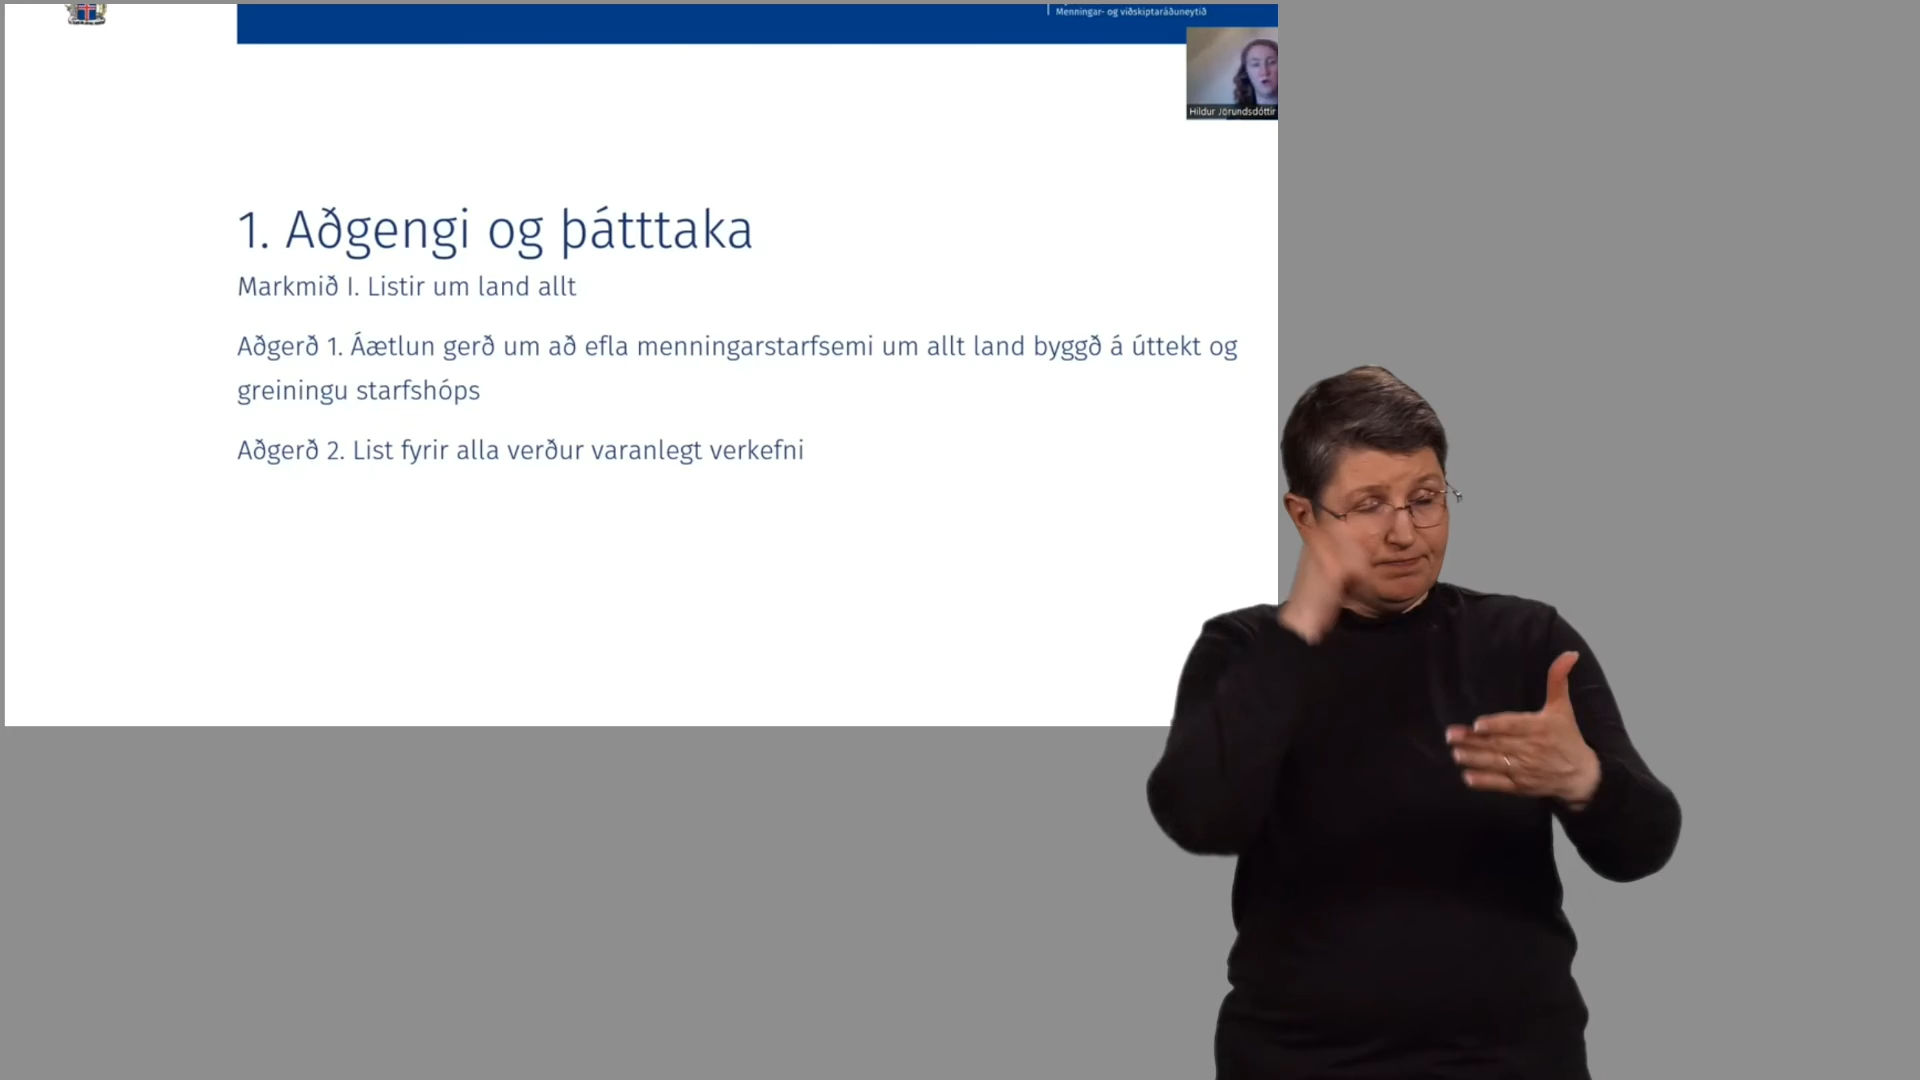 Menningar- og viðskiptaráðuneytið
Hildur Jörundsdóttir
1. Aðgengi og þátttaka
Markmið I. Listir um land allt
Aðgerð 1. Áætlun gerð um að efla menningarstarfsemi um allt land byggð á úttekt og
greiningu starfshóps
Aðgerð 2. List fyrir alla verður varanlegt verkefni